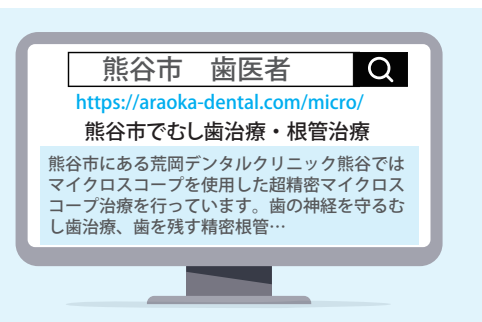 熊谷市　歯医者
https://araoka-dental.com/micro/
熊谷市でむし歯治療・根管治療
熊谷市にある荒岡デンタルクリニック熊谷では
マイクロスコープを使用した超精密マイクロス
コープ治療を行っています。歯の神経を守るむ
し歯治療、歯を残す精密根管…